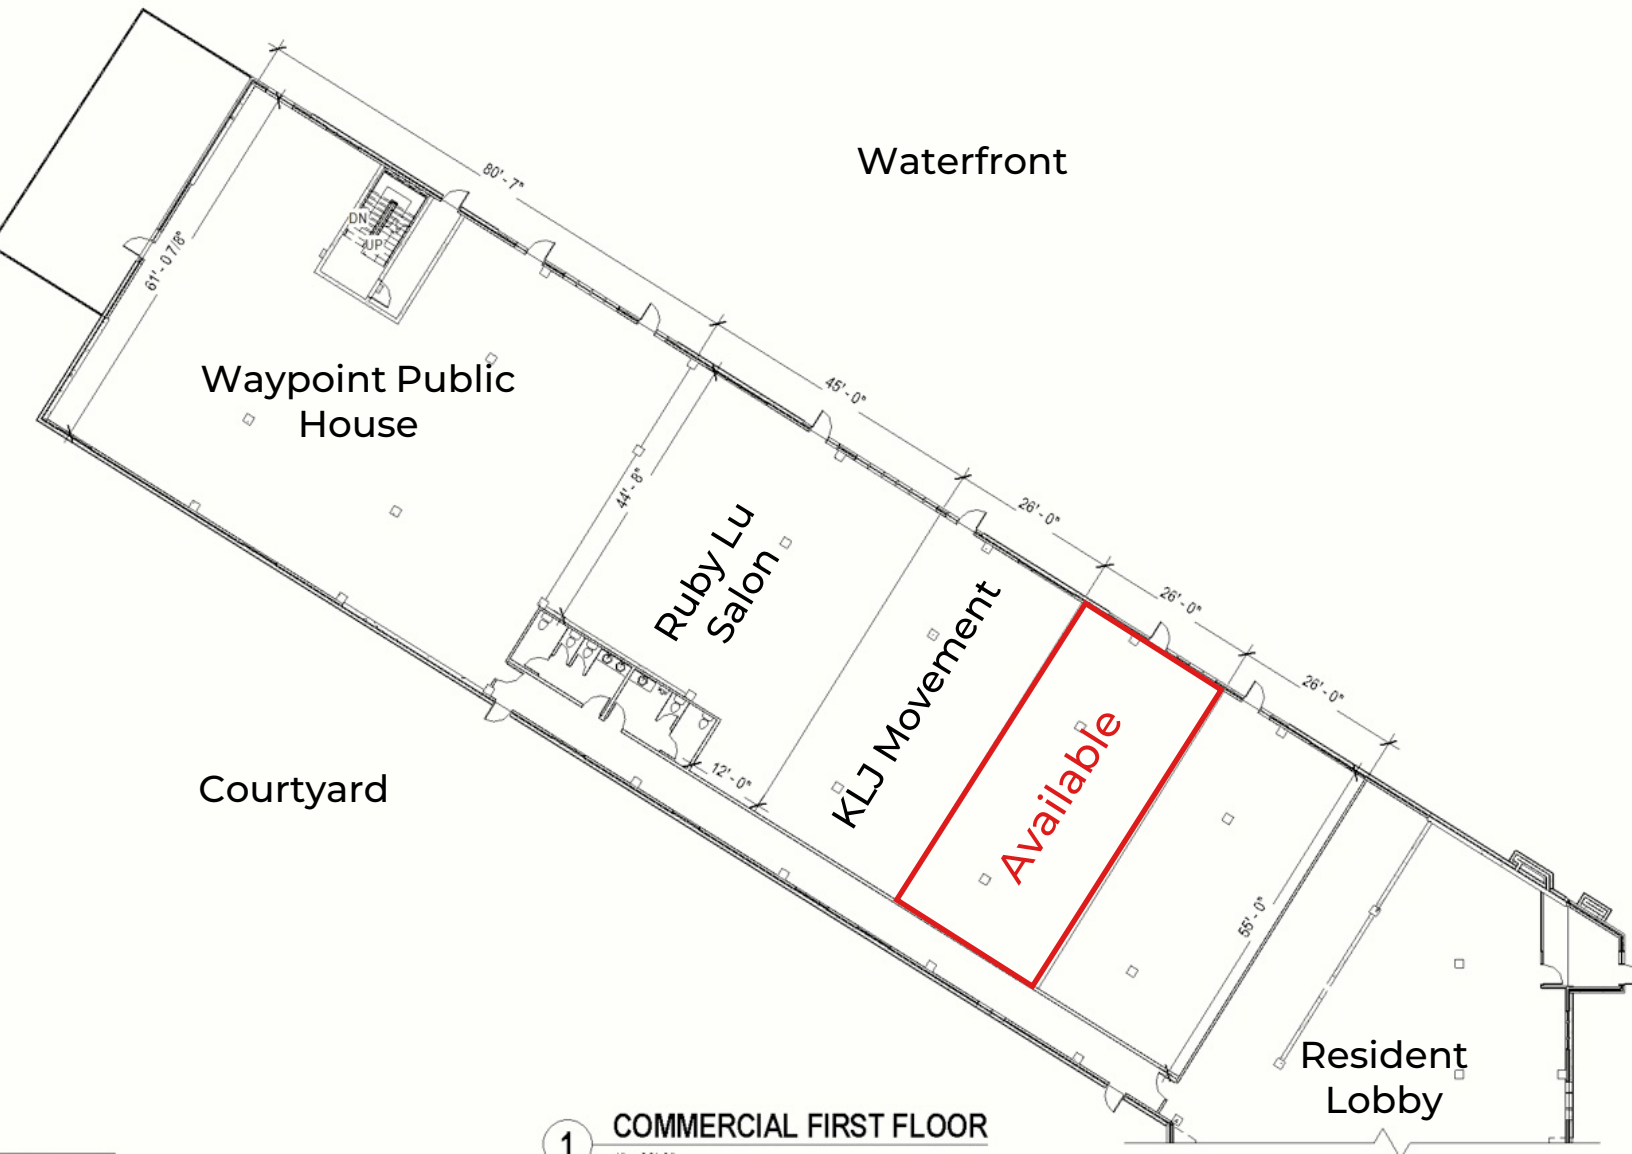 Waterfront
80'- 7"
DN
UP
61'- 0 7/8"
Waypoint Public
House
45'- 0"
44'- 8"
Ruby Lu
Salon
26'- 0"
KLJ Movement
26'- 0"
26'- 0"
Available
12'- 0"
Courtyard
55'- 0"
Resident
Lobby
1
COMMERCIAL FIRST FLOOR